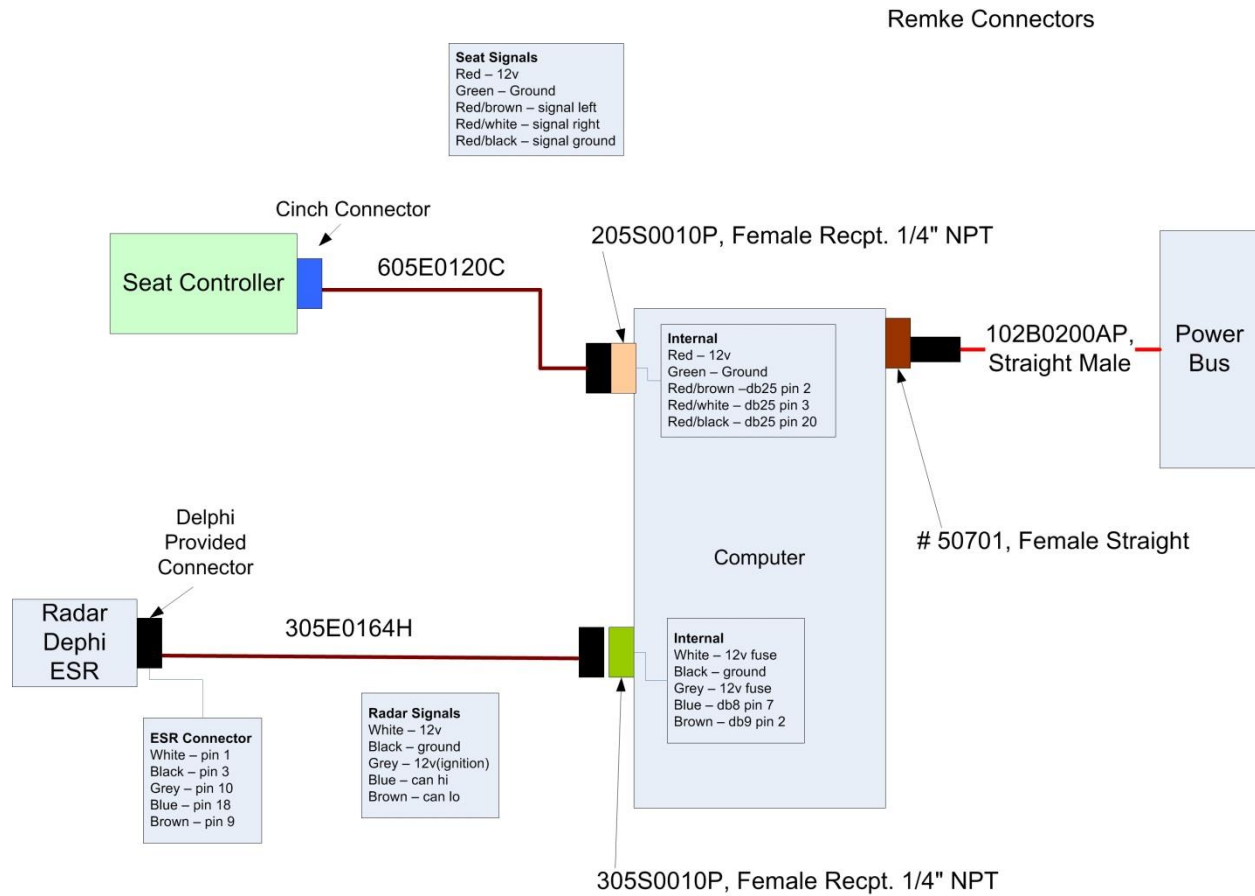 Remke Connectors
Seat Signals
Red – 12v
Green – Ground
Red/brown – signal left
Red/white – signal right
Red/black – signal ground
Cinch Connector
Seat Controller
605E0120C
205S0010P, Female Recpt. 1/4" NPT
Internal
Red – 12v
Green – Ground
Red/brown –db25 pin 2
Red/white – db25 pin 3
Red/black – db25 pin 20
102B0200AP,
Straight Male
Power
Bus
# 50701, Female Straight
Computer
Delphi
Provided
Connector
Radar
Dephi
ESR
305E0164H
Internal
White – 12v fuse
Black – ground
Grey – 12v fuse
Blue – db8 pin 7
Brown – db9 pin 2
ESR Connector
White – pin 1
Black – pin 3
Grey – pin 10
Blue – pin 18
Brown – pin 9
Radar Signals
White – 12v
Black – ground
Grey – 12v(ignition)
Blue – can hi
Brown – can lo
305S0010P, Female Recpt. 1/4" NPT